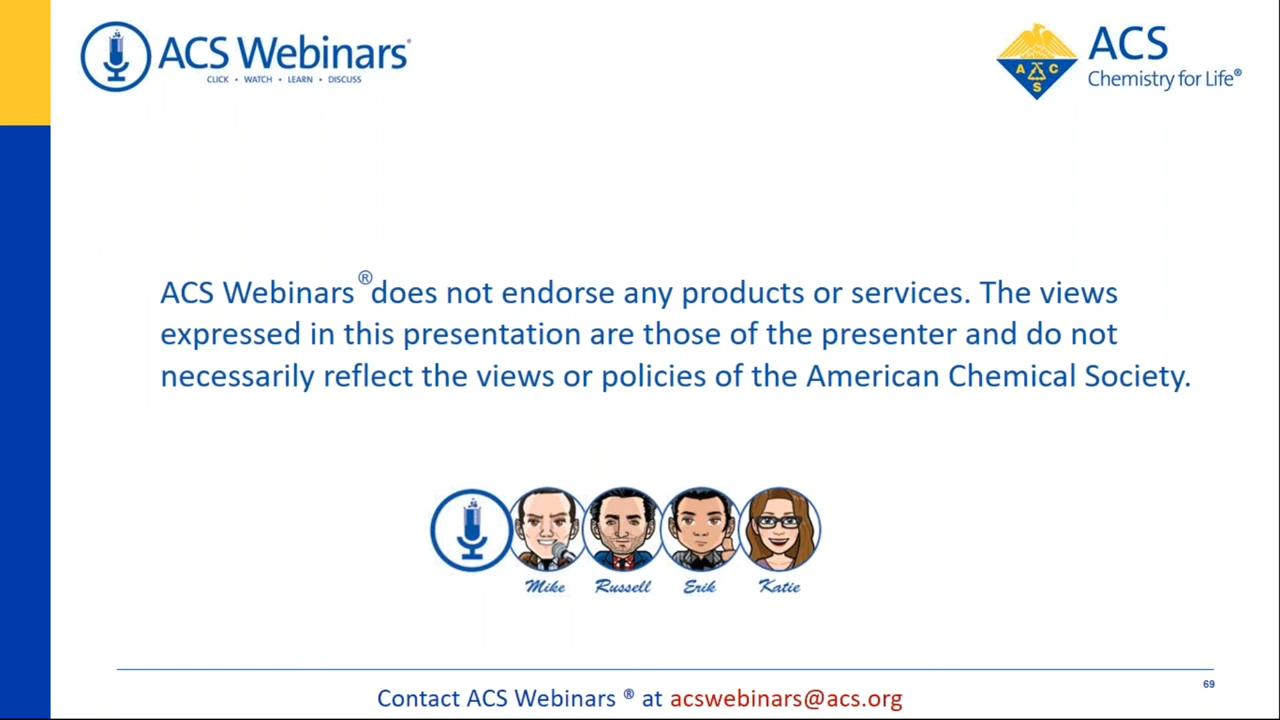 ACS Webinars®
CLICK • WATCH • LEARN • DISCUSS
ACS
Chemistry for Life®
A C S
ACS Webinars® does not endorse any products or services. The views
expressed in this presentation are those of the presenter and do not
necessarily reflect the views or policies of the American Chemical Society.
Mike Russell Erik Katie
69
Contact ACS Webinars ® at acswebinars@acs.org